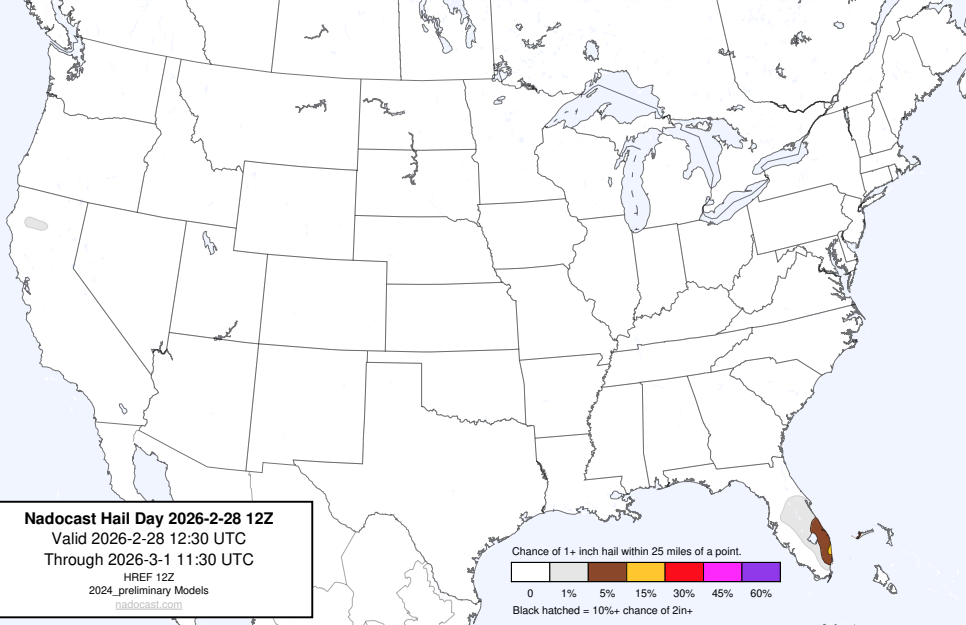 Nadocast Hail Day 2026-2-28 12Z
Valid 2026-2-28 12:30 UTC
Through 2026-3-1 11:30 UTC
HREF 12Z
2024_preliminary Models
nadocast.com
Chance of 1+ inch hail within 25 miles of a point.
0 1% 5% 15% 30% 45% 60%
Black hatched = 10%+ chance of 2in+